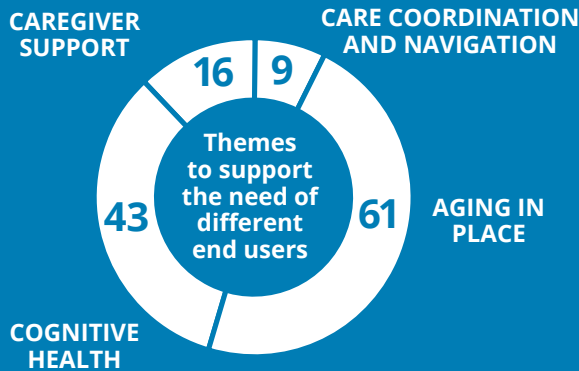 CAREGIVER
SUPPORT
CARE COORDINATION
AND NAVIGATION
16
9
Themes
to support
the need of
different
end users
43
61
AGING IN
PLACE
COGNITIVE
HEALTH